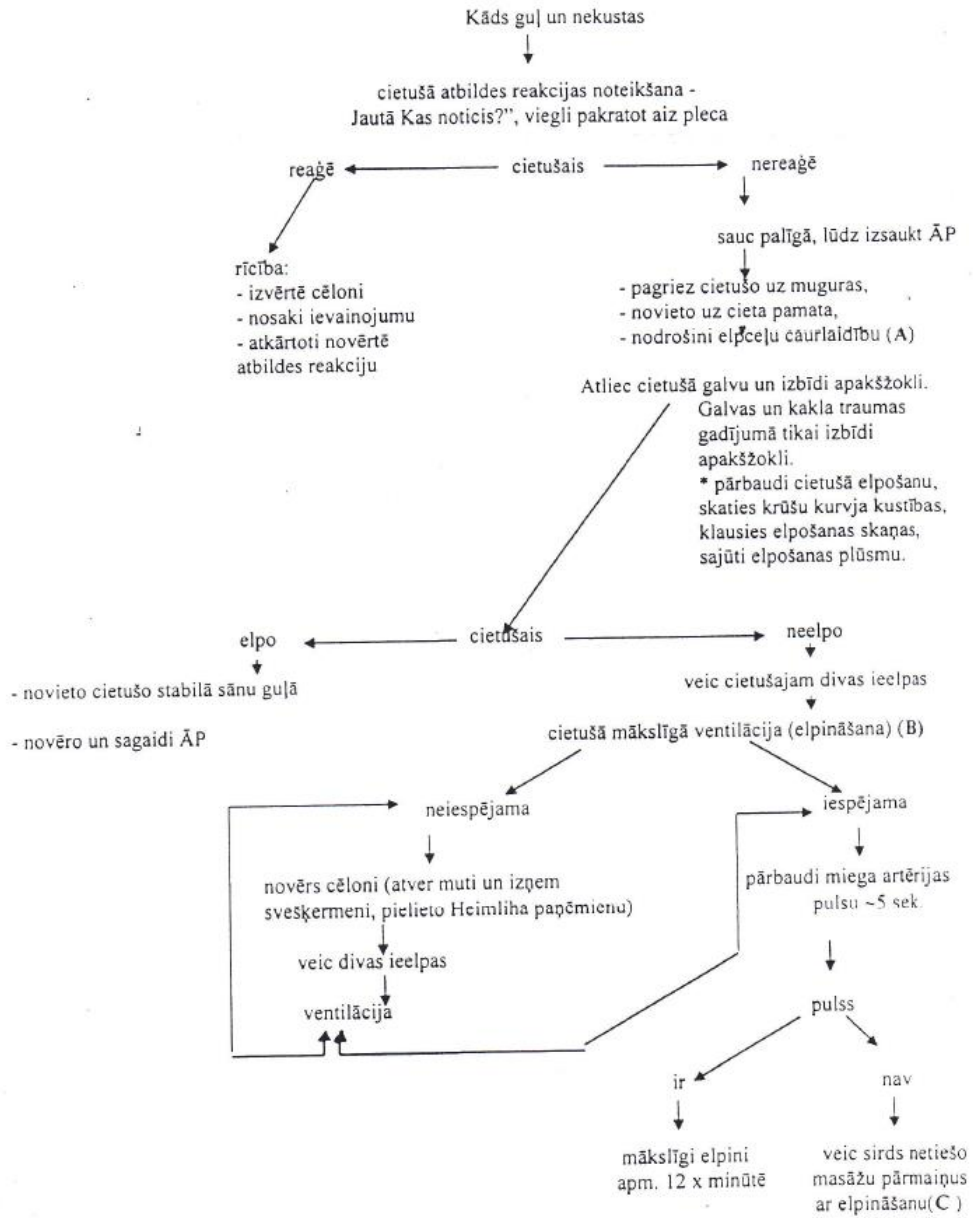 Kāds guļ un nekustas
cietušā atbildes reakcijas noteikšana -
Jautā Kas noticis?”, viegli pakratot aiz pleca
reaģē
cietušais
nereaģē
sauc palīgā, lūdz izsaukt ĀP
rīcība:
- izvērtē cēloni
- nosaki ievainojumu
- atkārtoti novērtē
atbildes reakciju
- pagriez cietušo uz muguras,
- novieto uz cieta pamata,
- nodrošini elpceļu caurlaidību (A)
Atliec cietušā galvu un izbīdi apakšžokli.
Galvas un kakla traumas
gadījumā tikai izbīdi
apakšžokli.
* pārbaudi cietušā elpošanu,
skaties krūšu kurvja kustības,
klausies elpošanas skaņas,
sajūti elpošanas plūsmu.
elpo
cietušais
neelpo
- novieto cietušo stabilā sānu guļā
- novēro un sagaidi ĀP
veic cietušajam divas ieelpas
cietušā mākslīgā ventilācija (elpināšana) (B)
neiespējama
iespējama
novērs cēloni (atver muti un izņem
svešķermeni, pielieto Heimliha paņēmienu)
veic divas ieelpas
ventilācija
pārbaudi miega artērijas
pulsu ~5 sek.
pulss
ir
nav
mākslīgi elpini
apm. 12 x minūtē
veic sirds netiešo
masāžu pārmaiņus
ar elpināšanu(C )